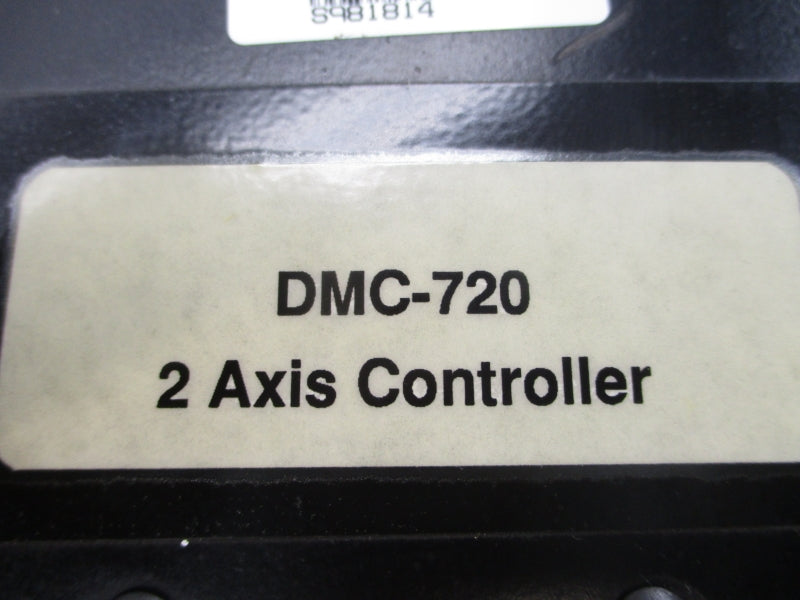 S981814
DMC-720
2 Axis Controller